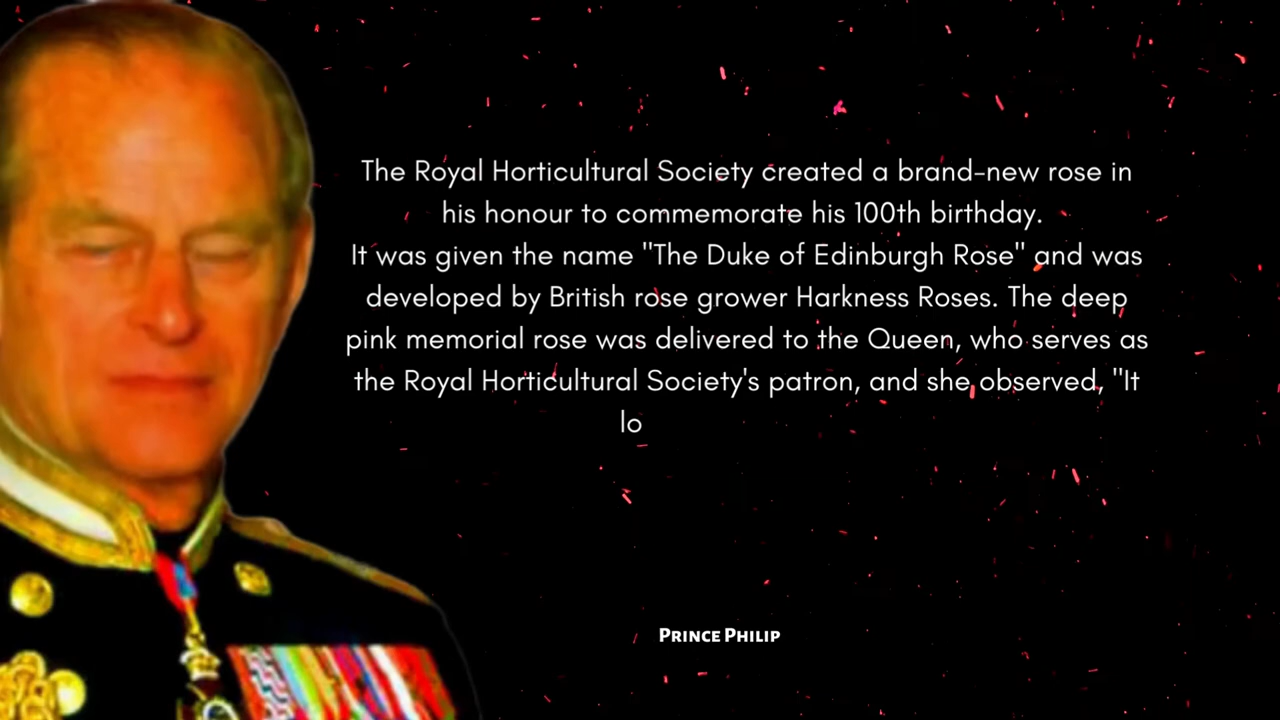 The Royal Horticultural Society created a brand-new rose in
his honour to commemorate his 100th birthday.
It was given the name "The Duke of Edinburgh Rose" and was
developed by British rose grower Harkness Roses. The deep
pink memorial rose was delivered to the Queen, who serves as
the Royal Horticultural Society's patron, and she observed, "It
lo
Prince Philip